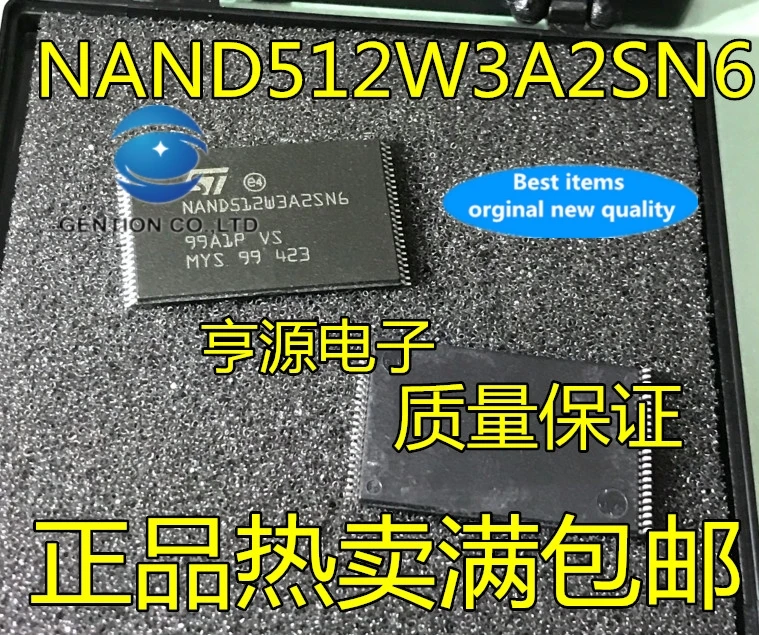 NAND512W3A2SN6
ST e4
NAND512W3A2SN6
GENTION CO.,LTD
99A1P VS
MYS 99 423
Best items
orginal new quality
亨源电子
质量保证
正品热卖满包邮